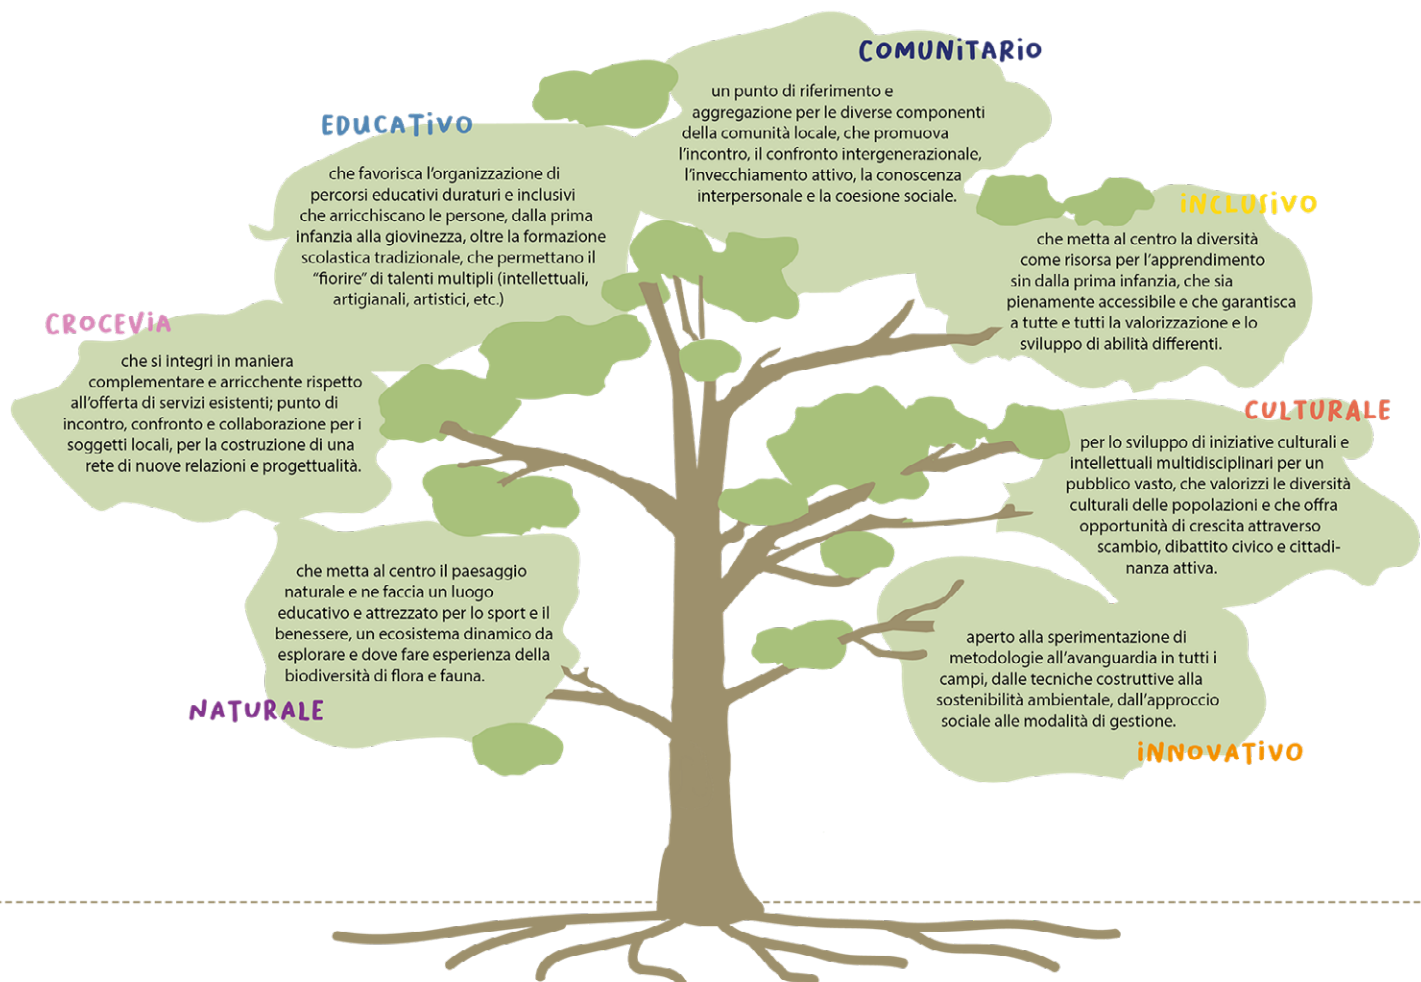 COMUNiTARiO
un punto di riferimento e
aggregazione per le diverse componenti
della comunità locale, che promuova
l'incontro, il confronto intergenerazionale,
l'invecchiamento attivo, la conoscenza
interpersonale e la coesione sociale.
EDUCATiVO
che favorisca l'organizzazione di
percorsi educativi duraturi e inclusivi
che arricchiscano le persone, dalla prima
infanzia alla giovinezza, oltre la formazione
scolastica tradizionale, che permettano il
“fiorire” di talenti multipli (intellettuali,
artigianali, artistici, etc.)
iNCLUSiVO
che metta al centro la diversità
come risorsa per l'apprendimento
sin dalla prima infanzia, che sia
pienamente accessibile e che garantisca
a tutte e tutti la valorizzazione e lo
sviluppo di abilità differenti.
CROCEViA
che si integri in maniera
complementare e arricchente rispetto
all'offerta di servizi esistenti; punto di
incontro, confronto e collaborazione per i
soggetti locali, per la costruzione di una
rete di nuove relazioni e progettualità.
CULTURALE
per lo sviluppo di iniziative culturali e
intellettuali multidisciplinari per un
pubblico vasto, che valorizzi le diversità
culturali delle popolazioni e che offra
opportunità di crescita attraverso
scambio, dibattito civico e cittadi-
nanza attiva.
che metta al centro il paesaggio
naturale e ne faccia un luogo
educativo e attrezzato per lo sport e il
benessere, un ecosistema dinamico da
esplorare e dove fare esperienza della
biodiversità di flora e fauna.
NATURALE
aperto alla sperimentazione di
metodologie all'avanguardia in tutti i
campi, dalle tecniche costruttive alla
sostenibilità ambientale, dall'approccio
sociale alle modalità di gestione.
iNNOVATiVO